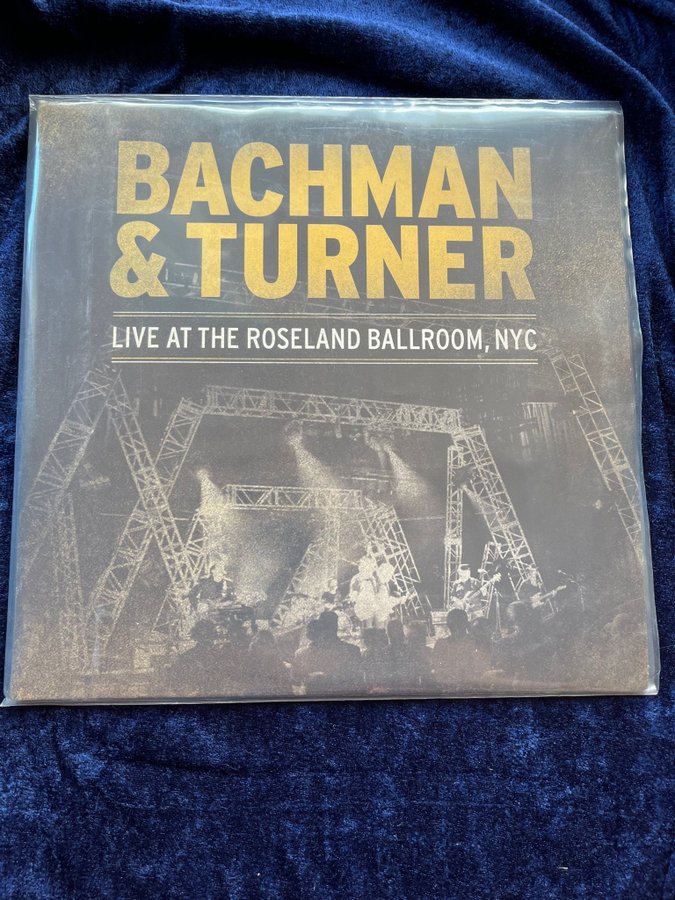 BACHMAN
& TURNER
LIVE AT THE ROSELAND BALLROOM, NYC